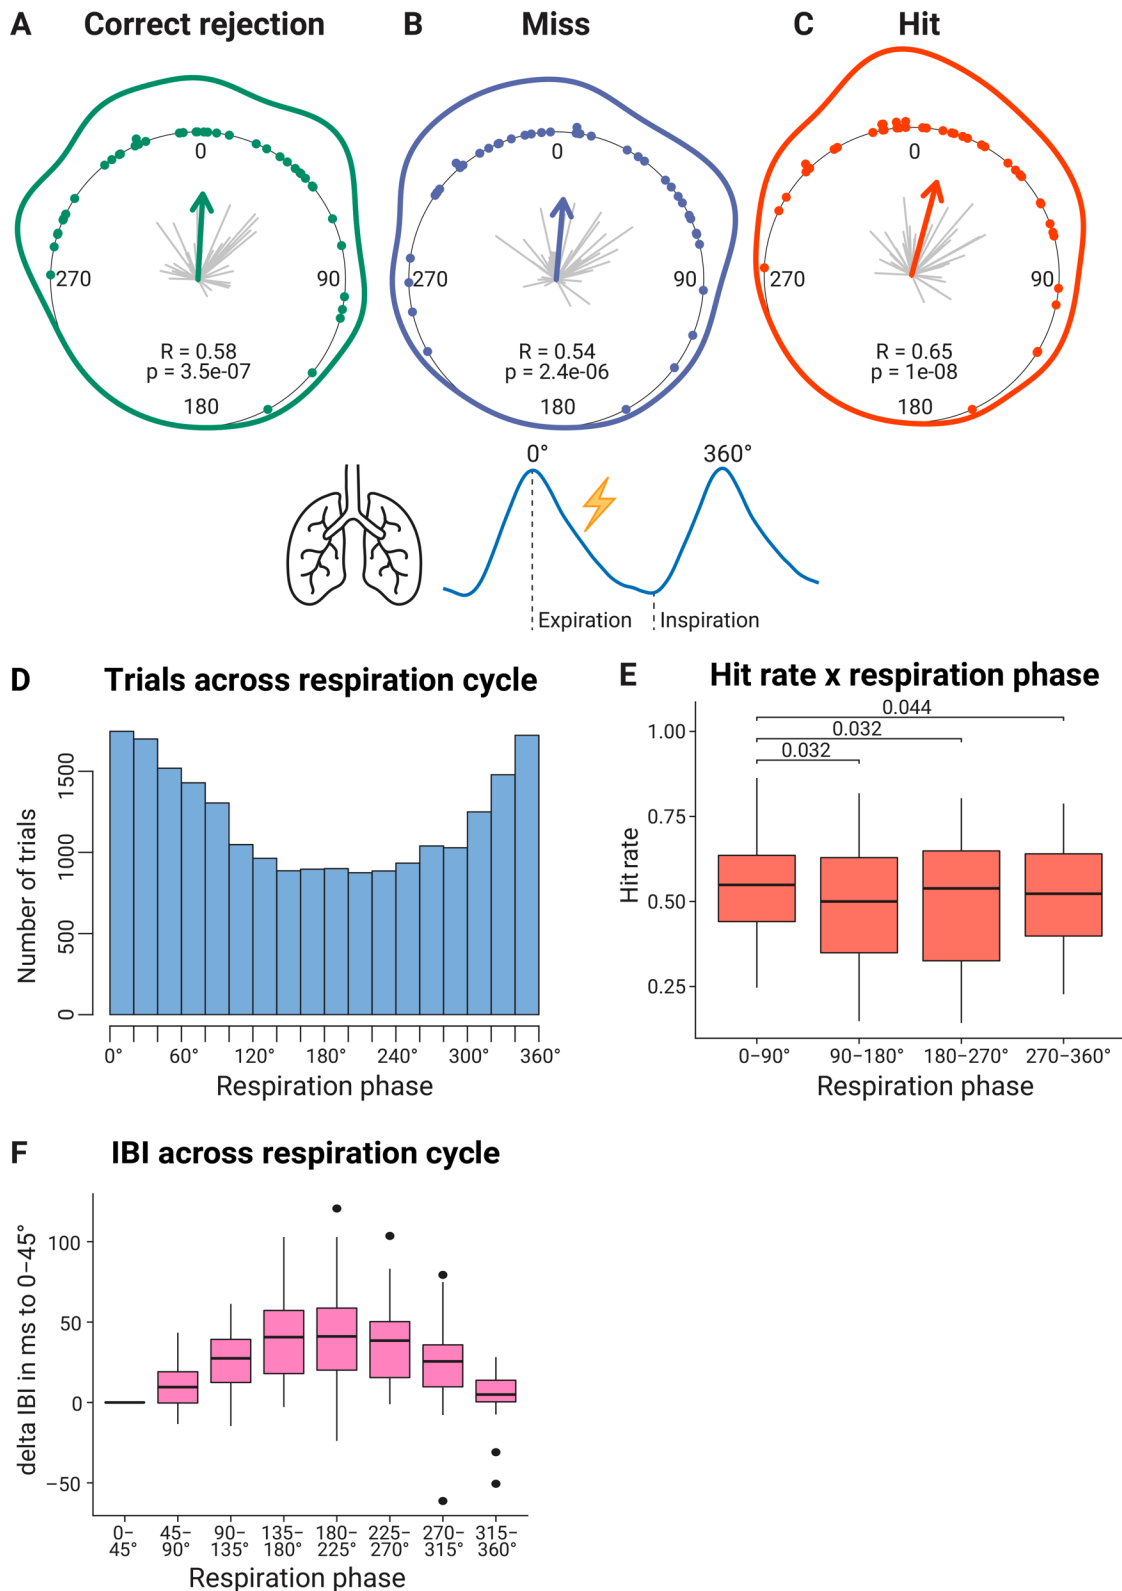 A Correct rejection B Miss C Hit
0 0 0
270 90 270 90 270 90
R = 0.58 R = 0.54 R = 0.65
p = 3.5e-07 p = 2.4e-06 p = 1e-08
180 180 180
0° 360°
Expiration Inspiration
D Trials across respiration cycle
Number of trials
1500
1000
500
0
0° 60° 120° 180° 240° 300° 360°
Respiration phase
E Hit rate x respiration phase
0.044
0.032
0.032
Hit rate
1.00
0.75
0.50
0.25
0–90° 90–180° 180–270° 270–360°
Respiration phase
F IBI across respiration cycle
delta IBI in ms to 0–45°
100
50
0
−50
0– 45– 90– 135– 180– 225– 270– 315–
45° 90° 135° 180° 225° 270° 315° 360°
Respiration phase